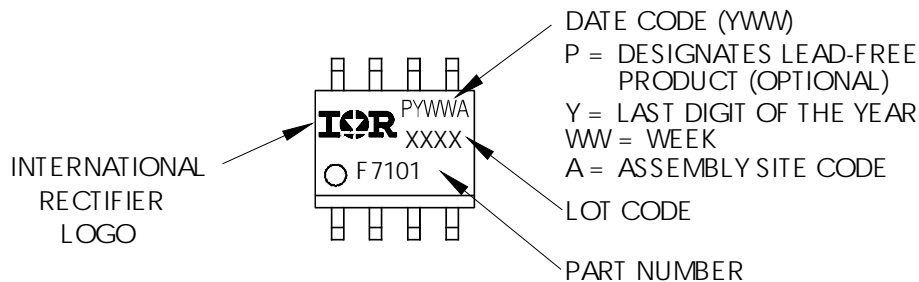 DATE CODE (YWW)
P = DESIGNATES LEAD-FREE
PRODUCT (OPTIONAL)
Y = LAST DIGIT OF THE YEAR
WW = WEEK
A = ASSEMBLY SITE CODE
LOT CODE
PART NUMBER
INTERNATIONAL
RECTIFIER
LOGO
IOR
PYWWA
XXXX
F7101